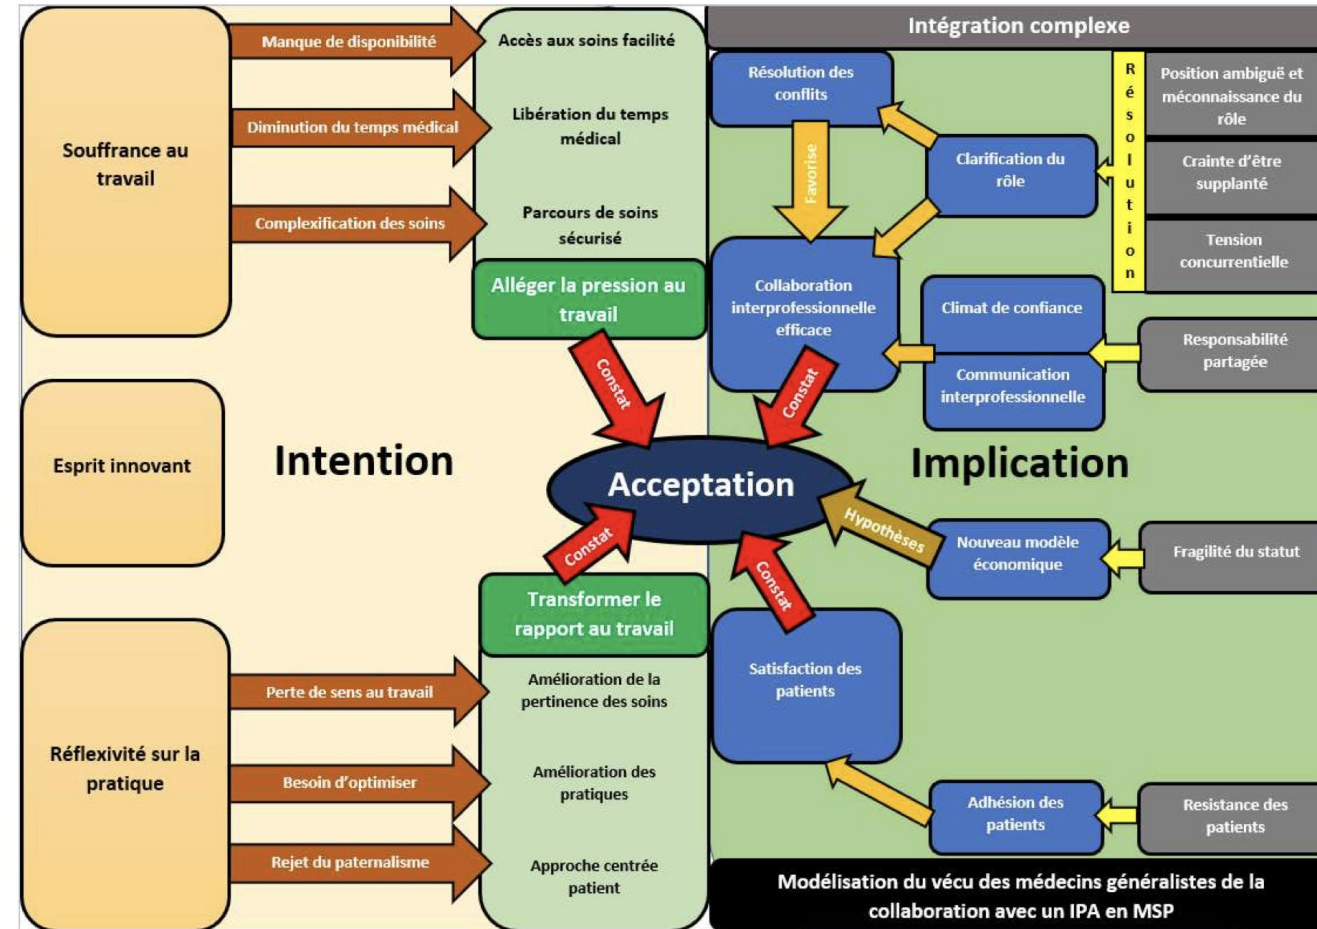 Souffrance au
travail
Manque de disponibilité
Diminution du temps médical
Complexification des soins
Accès aux soins facilité
Libération du temps
médical
Parcours de soins
sécurisé
Alléger la pression au
travail
Constat
Esprit innovant
Intention
Réflexivité sur la
pratique
Perte de sens au travail
Besoin d'optimiser
Rejet du paternalisme
Constat
Transformer le
rapport au travail
Amélioration de la
pertinence des soins
Amélioration des
pratiques
Approche centrée
patient
Acceptation
Intégration complexe
Résolution des
conflits
Favorise
Clarification du
rôle
Résolution
Position ambiguë et
méconnaissance du
rôle
Crainte d'être
supplanté
Tension
concurrentielle
Collaboration
interprofessionnelle
efficace
Constat
Climat de confiance
Communication
interprofessionnelle
Responsabilité
partagée
Implication
Hypothèses
Nouveau modèle
économique
Fragilité du statut
Constat
Satisfaction des
patients
Adhésion des
patients
Resistance des
patients
Modélisation du vécu des médecins généralistes de la
collaboration avec un IPA en MSP